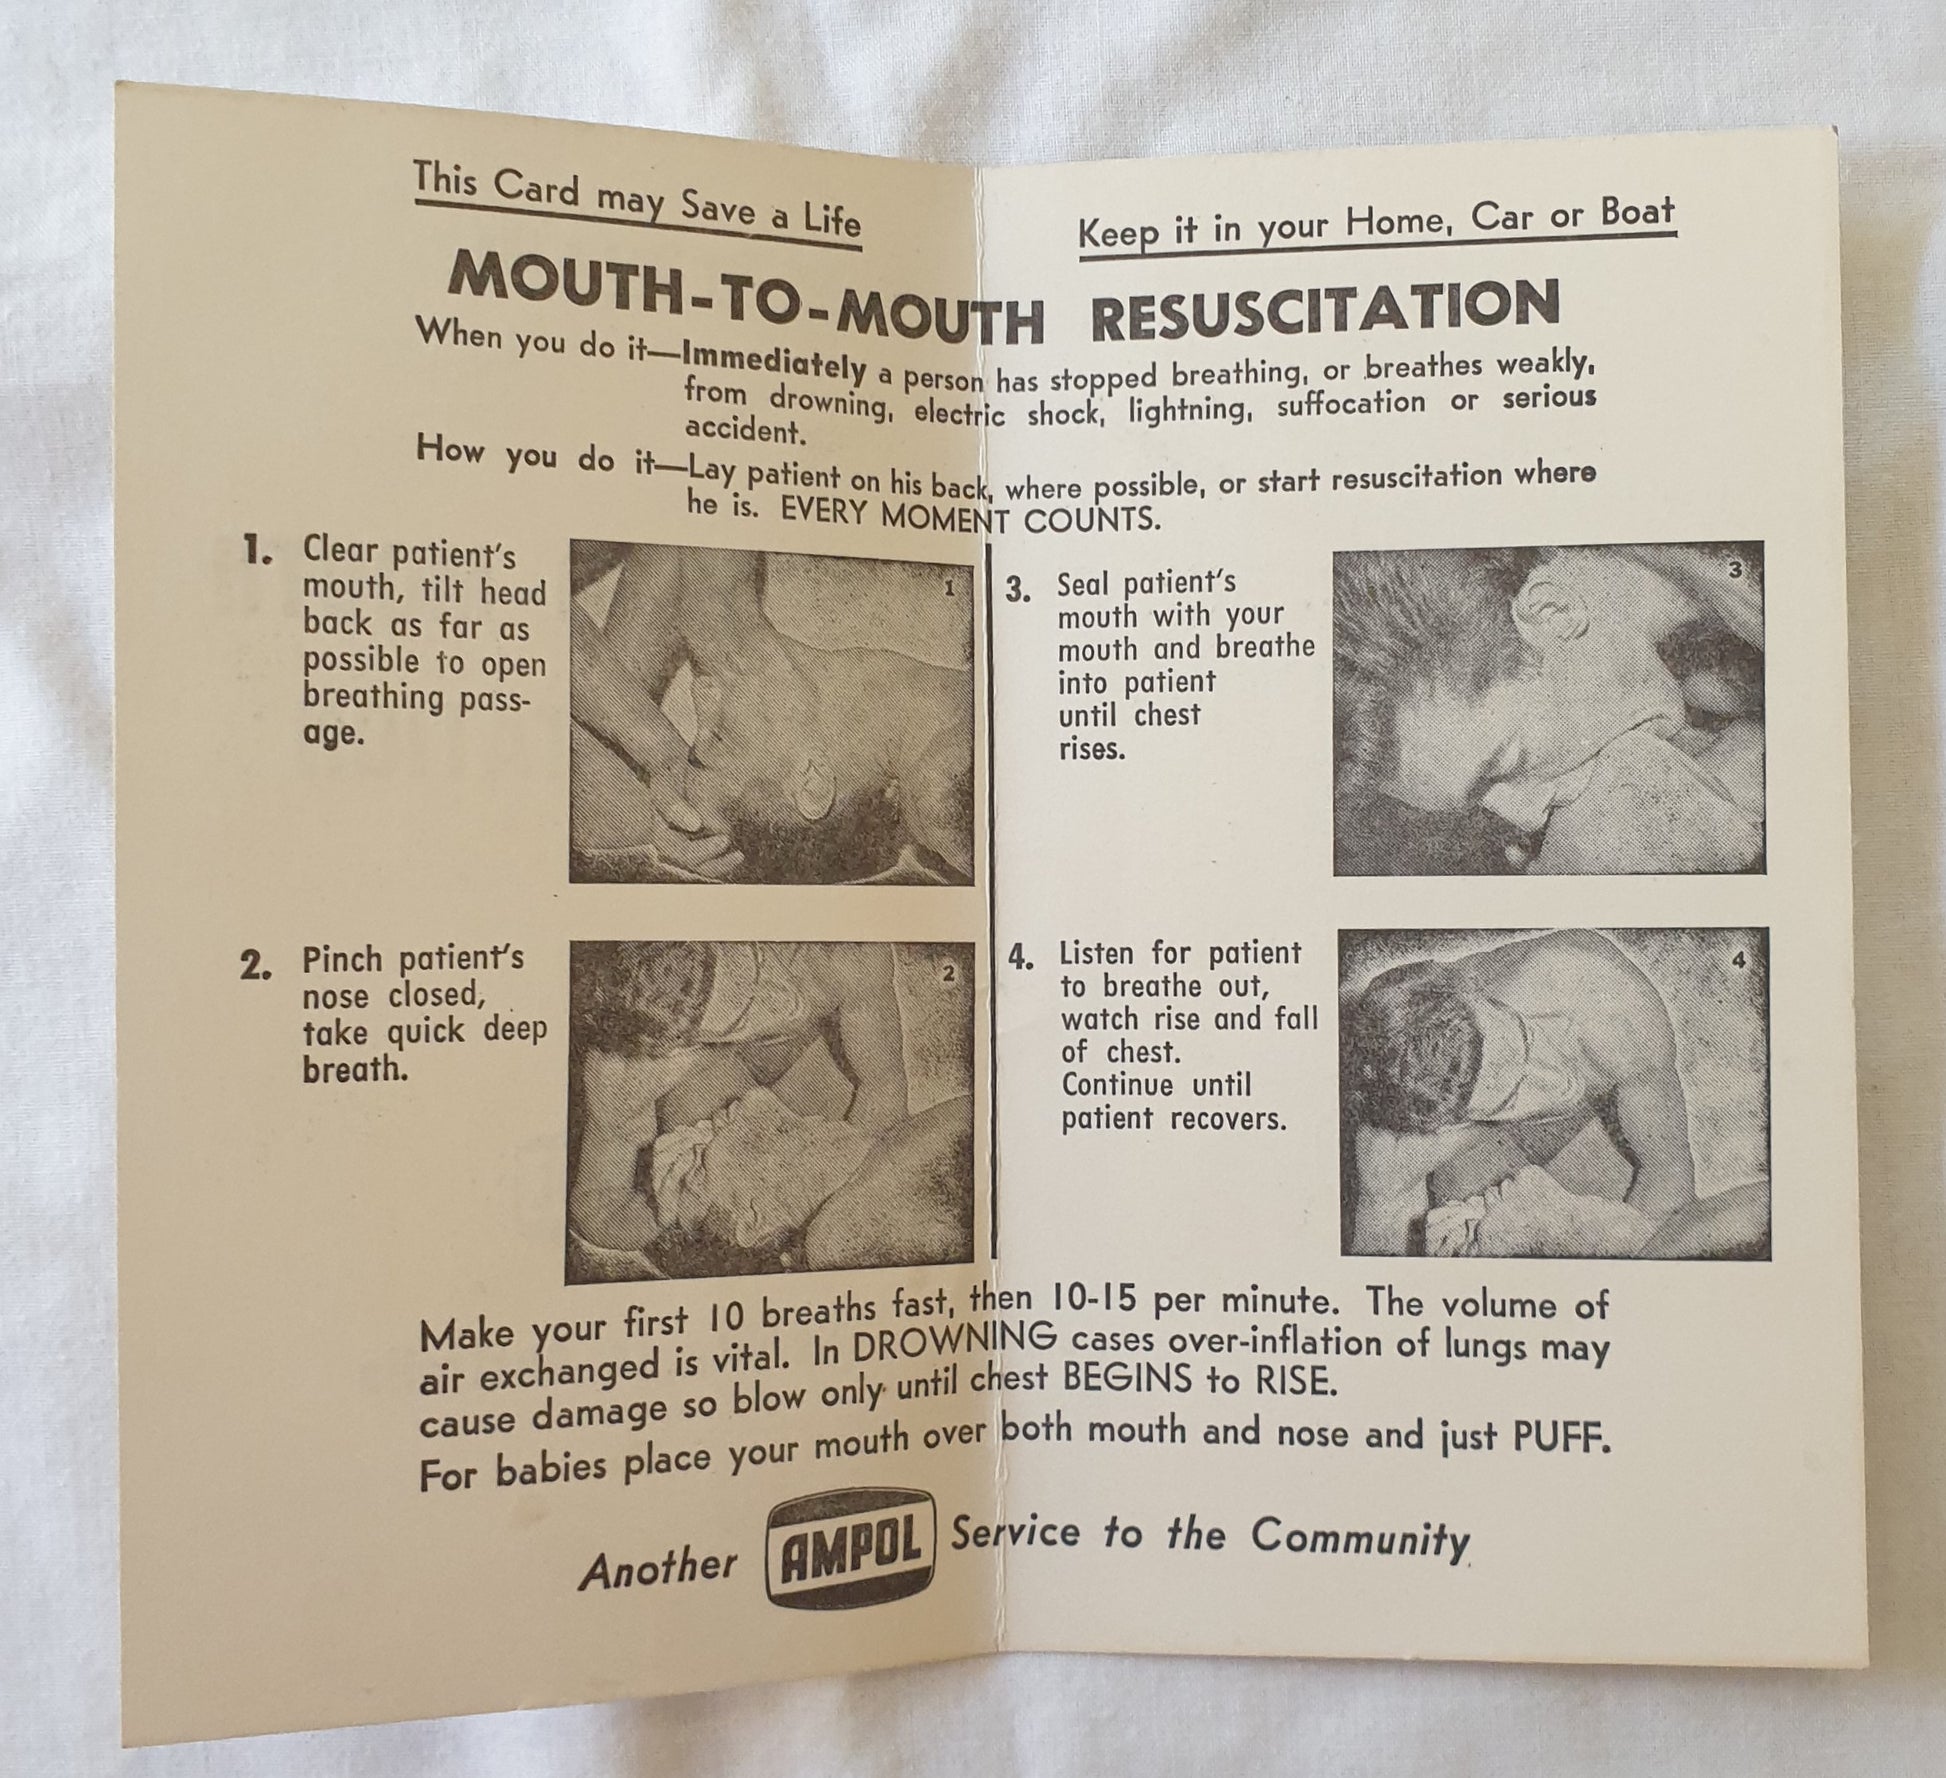 This Card may Save a Life
Keep it in your Home, Car or Boat
MOUTH-TO-MOUTH RESUSCITATION
When you do it—Immediately a person has stopped breathing, or breathes weakly,
from drowning, electric shock, lightning, suffocation or serious
accident.
How you do it—Lay patient on his back, where possible, or start resuscitation where
he is. EVERY MOMENT COUNTS.
1. Clear patient's
mouth, tilt head
back as far as
possible to open
breathing pass-
age.
1
2. Pinch patient's
nose closed,
take quick deep
breath.
2
3. Seal patient's
mouth with your
mouth and breathe
into patient
until chest
rises.
3
4. Listen for patient
to breathe out,
watch rise and fall
of chest.
Continue until
patient recovers.
4
Make your first 10 breaths fast, then 10-15 per minute. The volume of
air exchanged is vital. In DROWNING cases over-inflation of lungs may
cause damage so blow only until chest BEGINS to RISE.
For babies place your mouth over both mouth and nose and just PUFF.
Another AMPOL Service to the Community